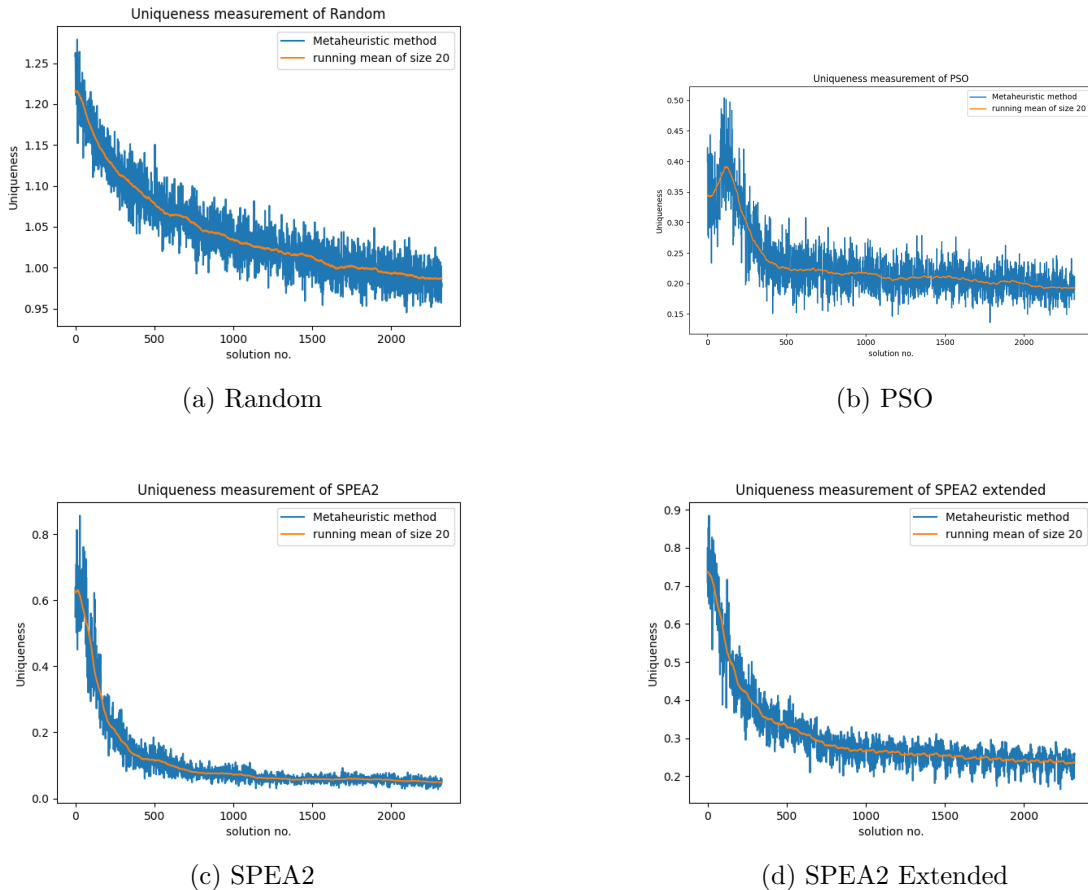 Uniqueness measurement of Random
Metaheuristic method
running mean of size 20
Uniqueness
1.25
1.20
1.15
1.10
1.05
1.00
0.95
0
500
1000
1500
2000
solution no.
(a) Random
Uniqueness measurement of PSO
Metaheuristic method
running mean of size 20
Uniqueness
0.50
0.45
0.40
0.35
0.30
0.25
0.20
0.15
0
500
1000
1500
2000
solution no.
(b) PSO
Uniqueness measurement of SPEA2
Metaheuristic method
running mean of size 20
Uniqueness
0.8
0.6
0.4
0.2
0.0
0
500
1000
1500
2000
solution no.
(c) SPEA2
Uniqueness measurement of SPEA2 extended
Metaheuristic method
running mean of size 20
Uniqueness
0.9
0.8
0.7
0.6
0.5
0.4
0.3
0.2
0
500
1000
1500
2000
solution no.
(d) SPEA2 Extended